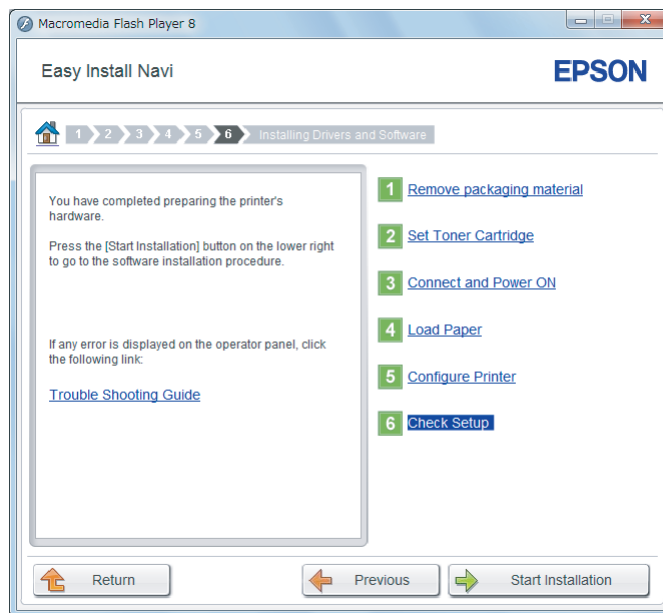 Macromedia Flash Player 8
Easy Install Navi
EPSON
1 2 3 4 5 6 Installing Drivers and Software
You have completed preparing the printer's
hardware.
Press the [Start Installation] button on the lower right
to go to the software installation procedure.
If any error is displayed on the operator panel, click
the following link:
Trouble Shooting Guide
1 Remove packaging material
2 Set Toner Cartridge
3 Connect and Power ON
4 Load Paper
5 Configure Printer
6 Check Setup
Return
Previous
Start Installation